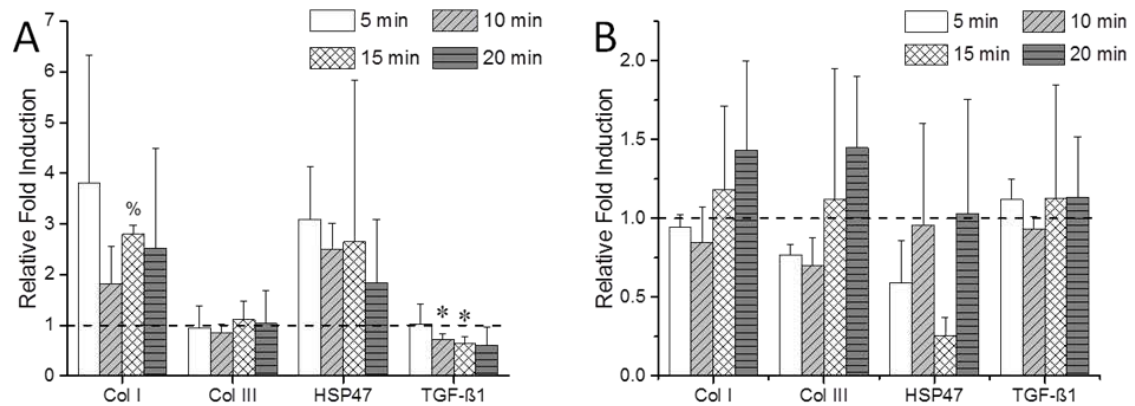 A
5 min
10 min
15 min
20 min
Relative Fold Induction
7
6
5
4
3
2
1
0
%
*
*
Col I
Col III
HSP47
TGF-ß1
B
5 min
10 min
15 min
20 min
Relative Fold Induction
2.0
1.5
1.0
0.5
0.0
Col I
Col III
HSP47
TGF-ß1